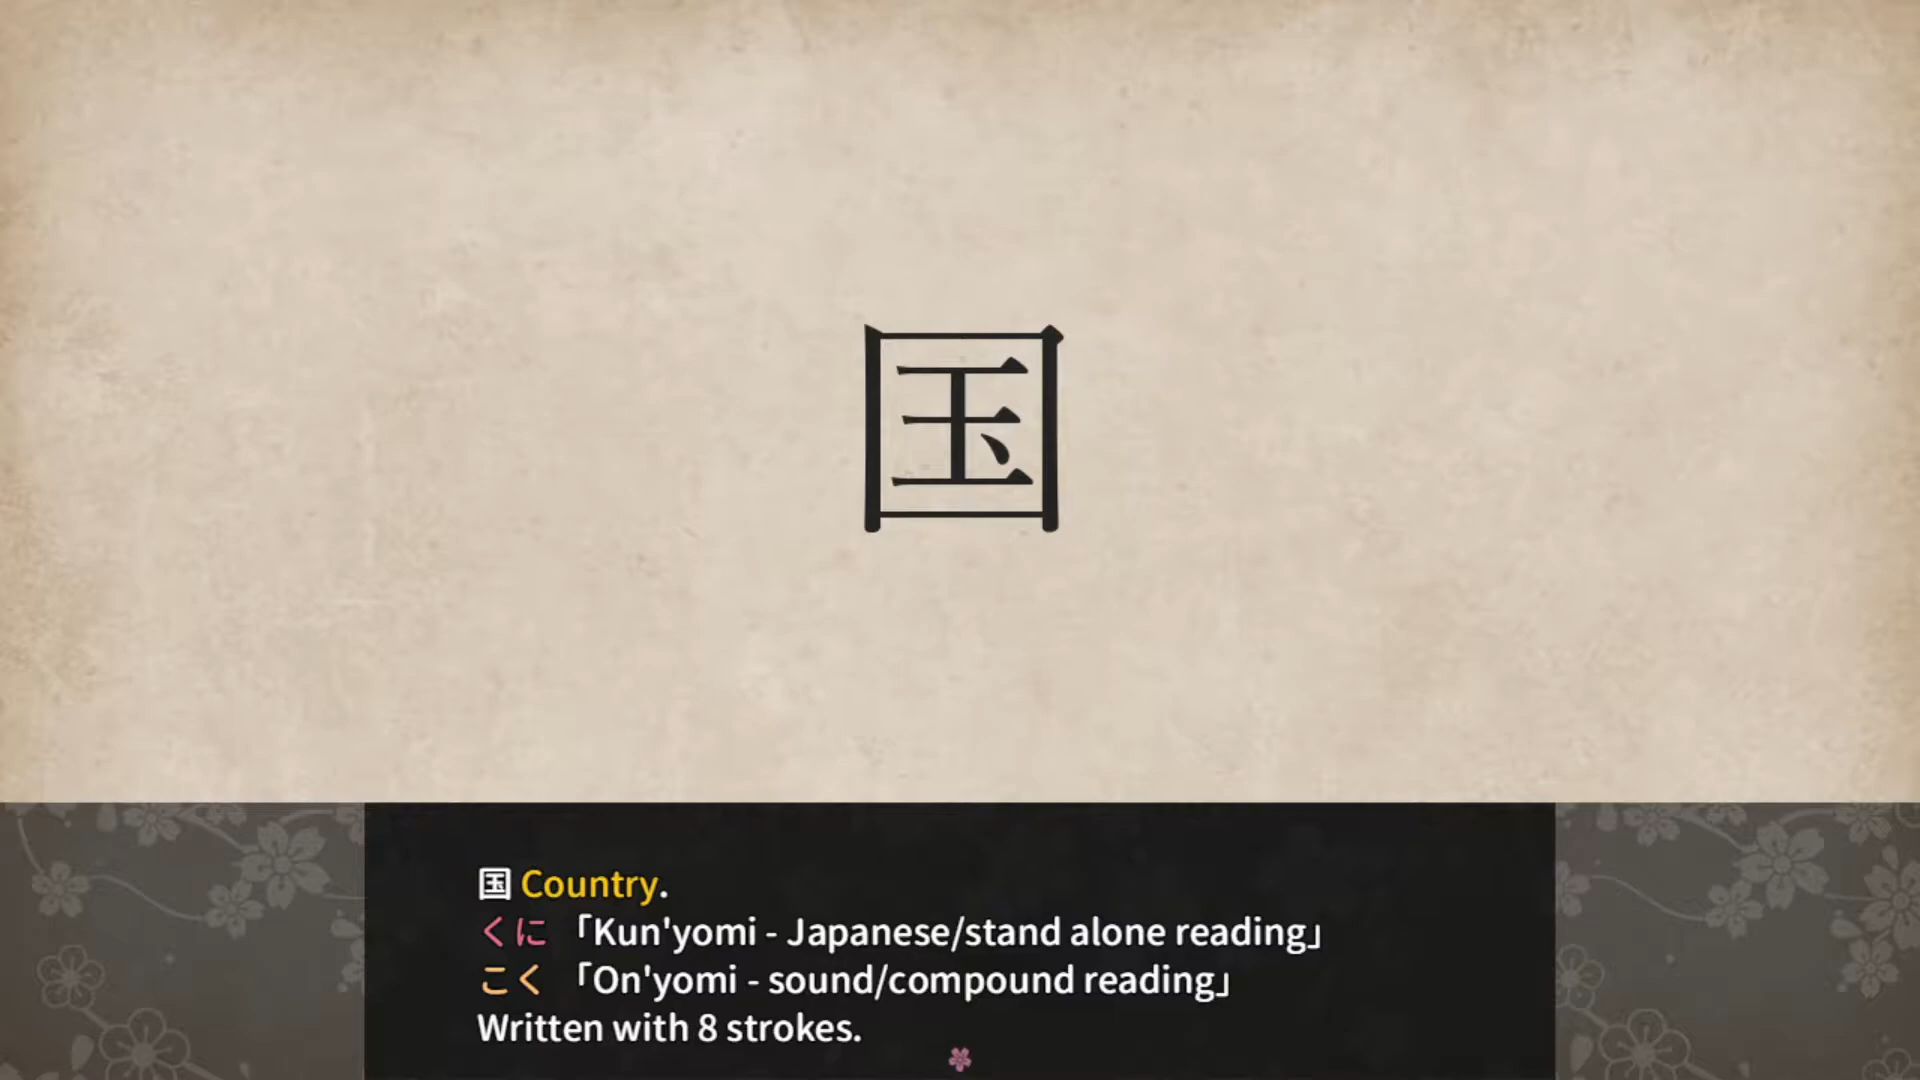 国
国 Country.
くに 「Kun'yomi - Japanese/stand alone reading」
こく 「On'yomi - sound/compound reading」
Written with 8 strokes.